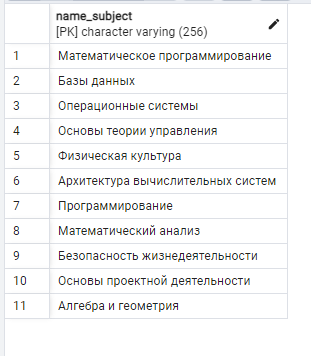 name_subject
[PK] character varying (256)
1 Математическое программирование
2 Базы данных
3 Операционные системы
4 Основы теории управления
5 Физическая культура
6 Архитектура вычислительных систем
7 Программирование
8 Математический анализ
9 Безопасность жизнедеятельности
10 Основы проектной деятельности
11 Алгебра и геометрия